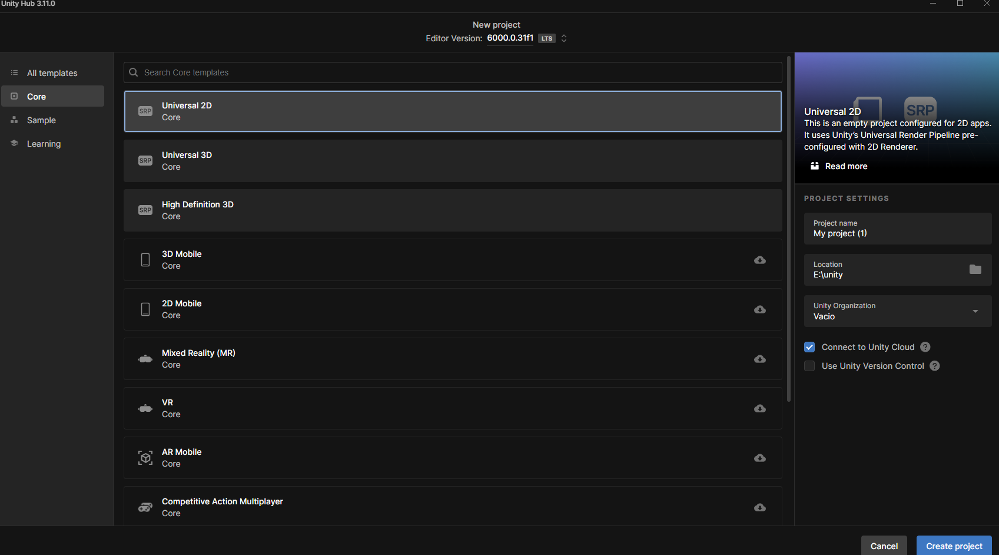 Unity Hub 3.11.0
New project
Editor Version: 6000.0.31f1 LTS
All templates
Core
Sample
Learning
Search Core templates
SRP
Universal 2D
Core
SRP
Universal 3D
Core
SRP
High Definition 3D
Core
3D Mobile
Core
2D Mobile
Core
Mixed Reality (MR)
Core
VR
Core
AR Mobile
Core
Competitive Action Multiplayer
Core
SRP
Universal 2D
This is an empty project configured for 2D apps.
It uses Unity’s Universal Render Pipeline pre-
configured with 2D Renderer.
Read more
PROJECT SETTINGS
Project name
My project (1)
Location
E:\unity
Unity Organization
Vacio
Connect to Unity Cloud ?
Use Unity Version Control ?
Cancel
Create project